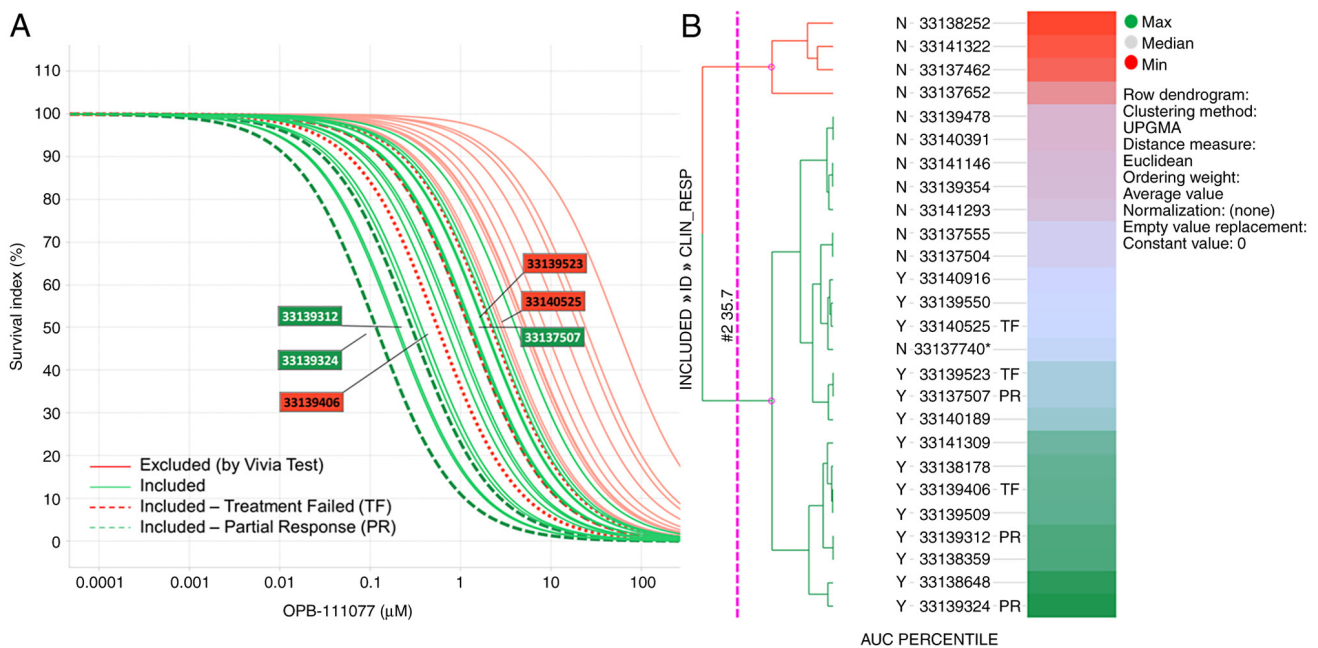 A
110
100
90
80
70
60
50
40
30
20
10
0
Survival index (%)
33139523
33140525
33137507
33139312
33139324
33139406
Excluded (by Vivia Test)
Included
Included – Treatment Failed (TF)
Included – Partial Response (PR)
0.0001
0.001
0.01
0.1
1
10
100
OPB-111077 (µM)
B
INCLUDED » ID » CLIN_RESP
#2 35.7
N 33138252
N 33141322
N 33137462
N 33137652
N 33139478
N 33140391
N 33141146
N 33139354
N 33141293
N 33137555
N 33137504
Y 33140916
Y 33139550
Y 33140525 TF
N 33137740*
Y 33139523 TF
Y 33137507 PR
Y 33140189
Y 33141309
Y 33138178
Y 33139406 TF
Y 33139509
Y 33139312 PR
Y 33138359
Y 33138648
Y 33139324 PR
AUC PERCENTILE
Max
Median
Min
Row dendrogram:
Clustering method:
UPGMA
Distance measure:
Euclidean
Ordering weight:
Average value
Normalization: (none)
Empty value replacement:
Constant value: 0